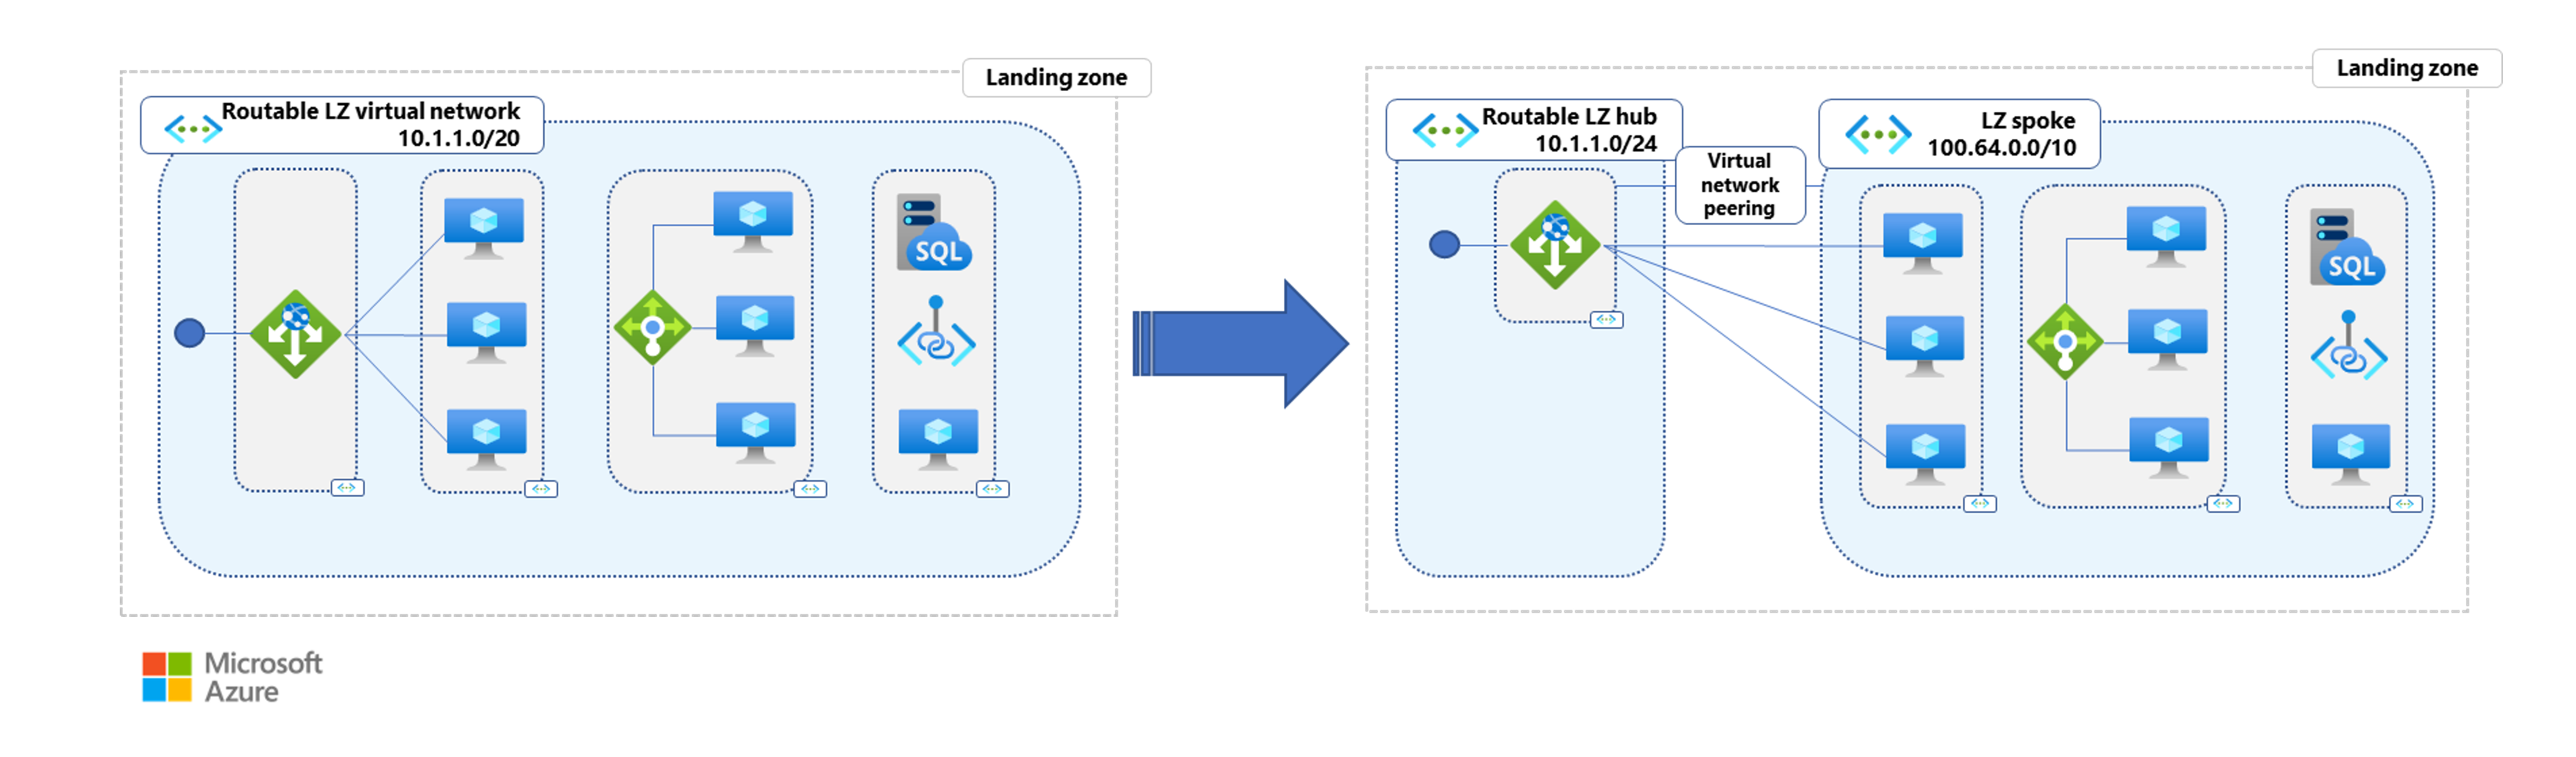 Landing zone
Routable LZ virtual network
10.1.1.0/20
SQL
Landing zone
Routable LZ hub
10.1.1.0/24
Virtual
network
peering
LZ spoke
100.64.0.0/10
SQL
Microsoft
Azure